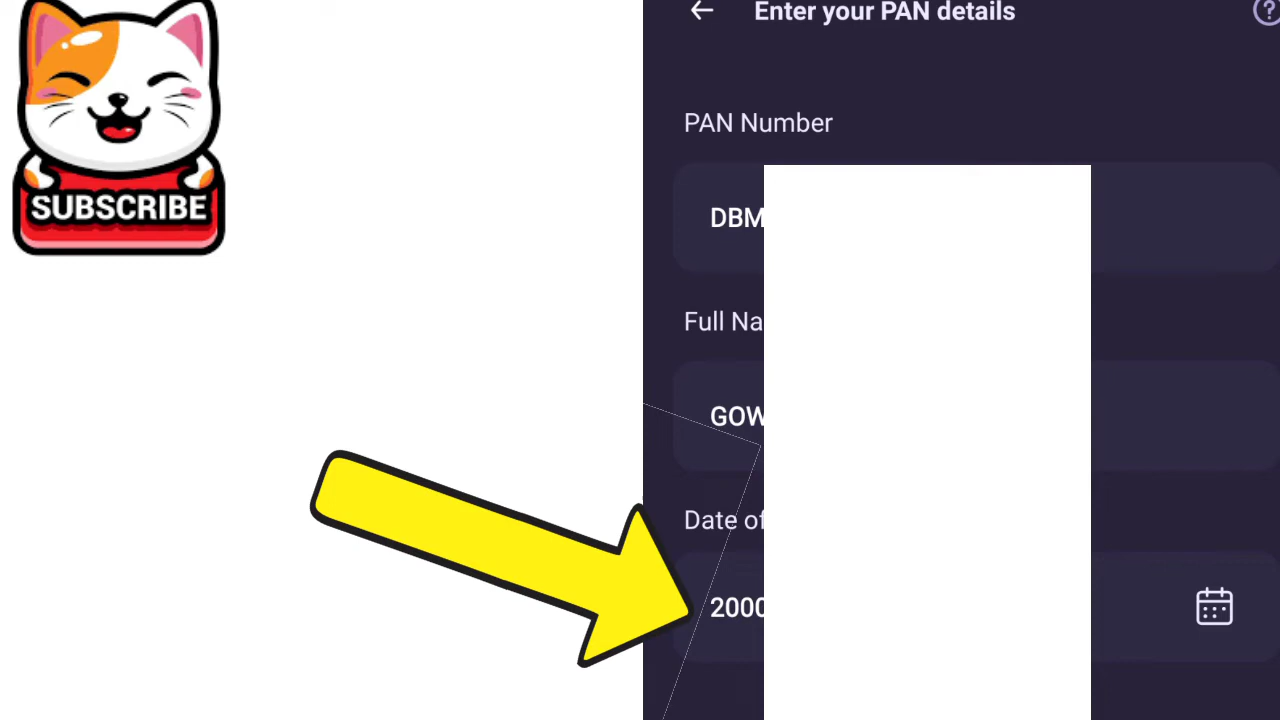 Enter your PAN details
PAN Number
DBM
Full Na
GOW
Date of
2000
SUBSCRIBE